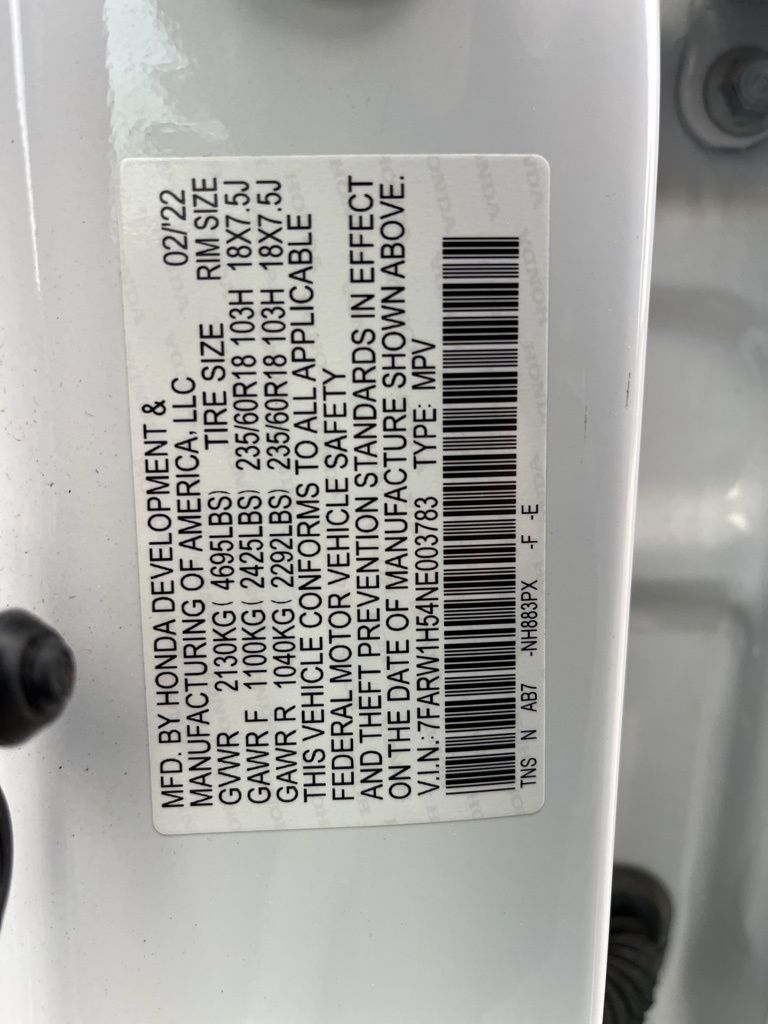 MFD. BY HONDA DEVELOPMENT & 02/'22
MANUFACTURING OF AMERICA, LLC
GVWR 2130KG( 4695LBS) TIRE SIZE RIM SIZE
GAWR F 1100KG( 2425LBS) 235/60R18 103H 18X7.5J
GAWR R 1040KG( 2292LBS) 235/60R18 103H 18X7.5J
THIS VEHICLE CONFORMS TO ALL APPLICABLE
FEDERAL MOTOR VEHICLE SAFETY
AND THEFT PREVENTION STANDARDS IN EFFECT
ON THE DATE OF MANUFACTURE SHOWN ABOVE.
V.I.N.: 7FARW1H54NE003783 TYPE: MPV
TNS N AB7 -NH883PX -F -E